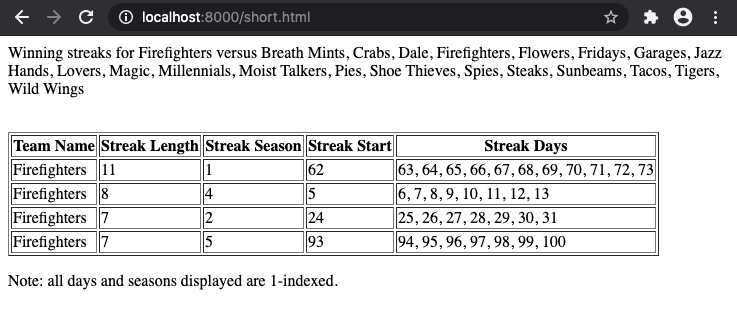 localhost:8000/short.html
Winning streaks for Firefighters versus Breath Mints, Crabs, Dale, Firefighters, Flowers, Fridays, Garages, Jazz
Hands, Lovers, Magic, Millennials, Moist Talkers, Pies, Shoe Thieves, Spies, Steaks, Sunbeams, Tacos, Tigers,
Wild Wings
Team Name Streak Length Streak Season Streak Start Streak Days
Firefighters 11 1 62 63, 64, 65, 66, 67, 68, 69, 70, 71, 72, 73
Firefighters 8 4 5 6, 7, 8, 9, 10, 11, 12, 13
Firefighters 7 2 24 25, 26, 27, 28, 29, 30, 31
Firefighters 7 5 93 94, 95, 96, 97, 98, 99, 100
Note: all days and seasons displayed are 1-indexed.